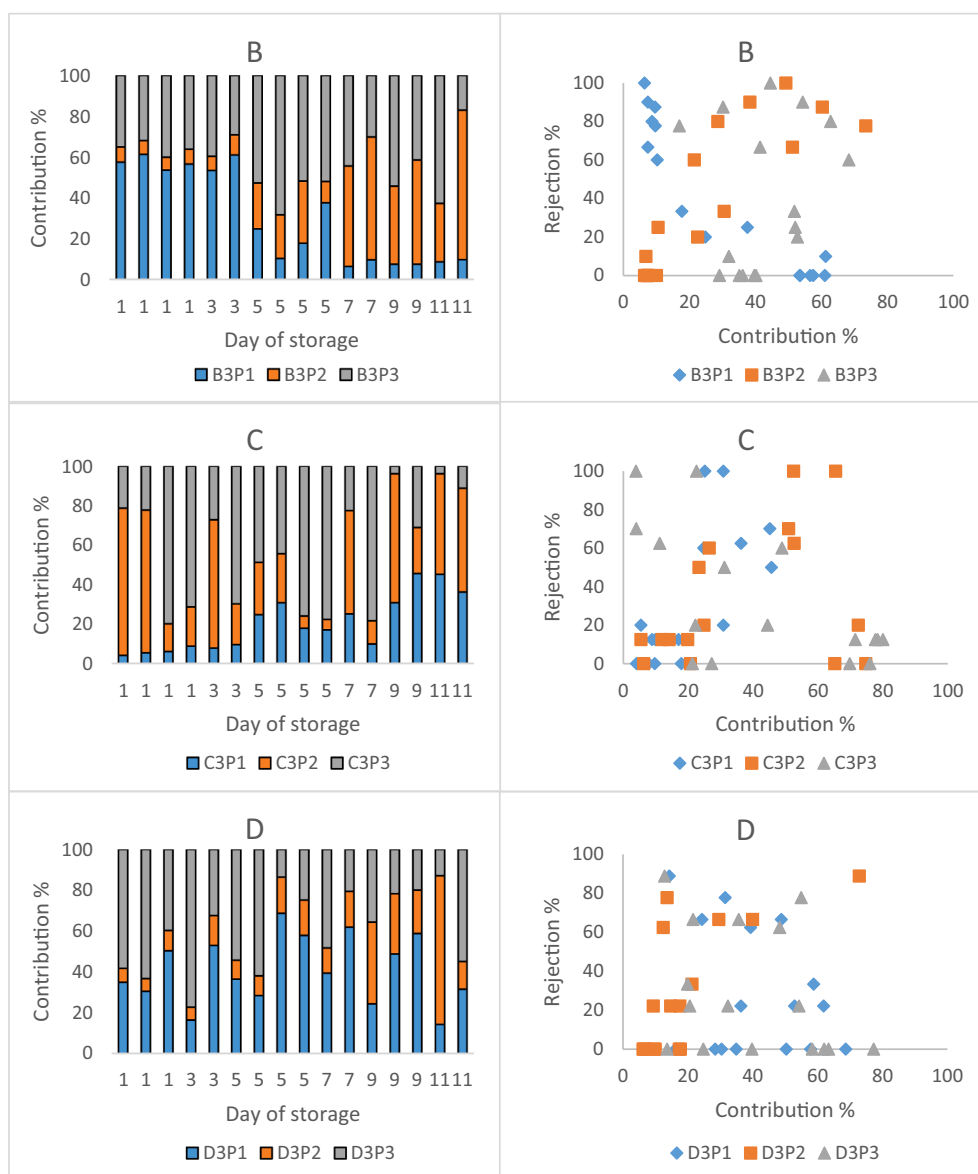 B
100
80
60
40
20
0
Contribution %
1 1 1 1 3 3 5 5 5 5 7 7 9 9 11 11
Day of storage
B3P1 B3P2 B3P3
B
100
80
60
40
20
0
Rejection %
0 20 40 60 80 100
Contribution %
B3P1 B3P2 B3P3
C
100
80
60
40
20
0
Contribution %
1 1 1 1 3 3 5 5 5 5 7 7 9 9 11 11
Day of storage
C3P1 C3P2 C3P3
C
100
80
60
40
20
0
Rejection %
0 20 40 60 80 100
Contribution %
C3P1 C3P2 C3P3
D
100
80
60
40
20
0
Contribution %
1 1 1 3 3 5 5 5 5 7 7 9 9 9 11 11
Day of storage
D3P1 D3P2 D3P3
D
100
80
60
40
20
0
Rejection %
0 20 40 60 80 100
Contribution %
D3P1 D3P2 D3P3